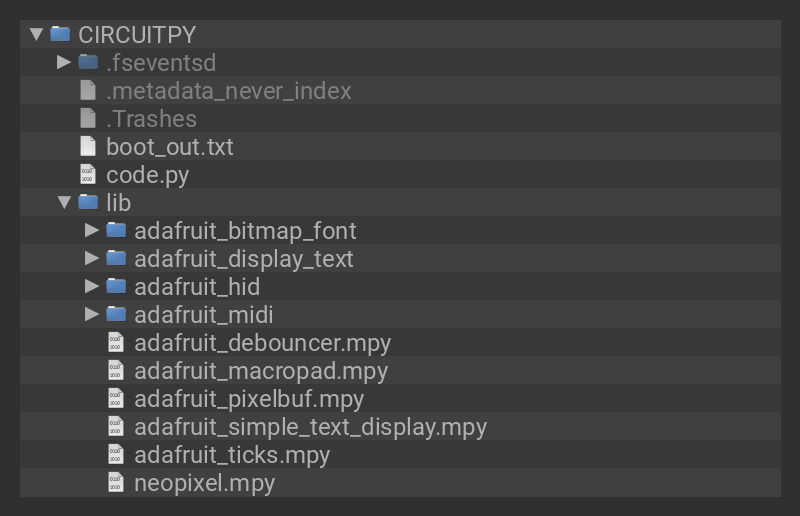 CIRCUITPY
.fseventsd
.metadata_never_index
.Trashes
boot_out.txt
code.py
lib
adafruit_bitmap_font
adafruit_display_text
adafruit_hid
adafruit_midi
adafruit_debouncer.mpy
adafruit_macropad.mpy
adafruit_pixelbuf.mpy
adafruit_simple_text_display.mpy
adafruit_ticks.mpy
neopixel.mpy